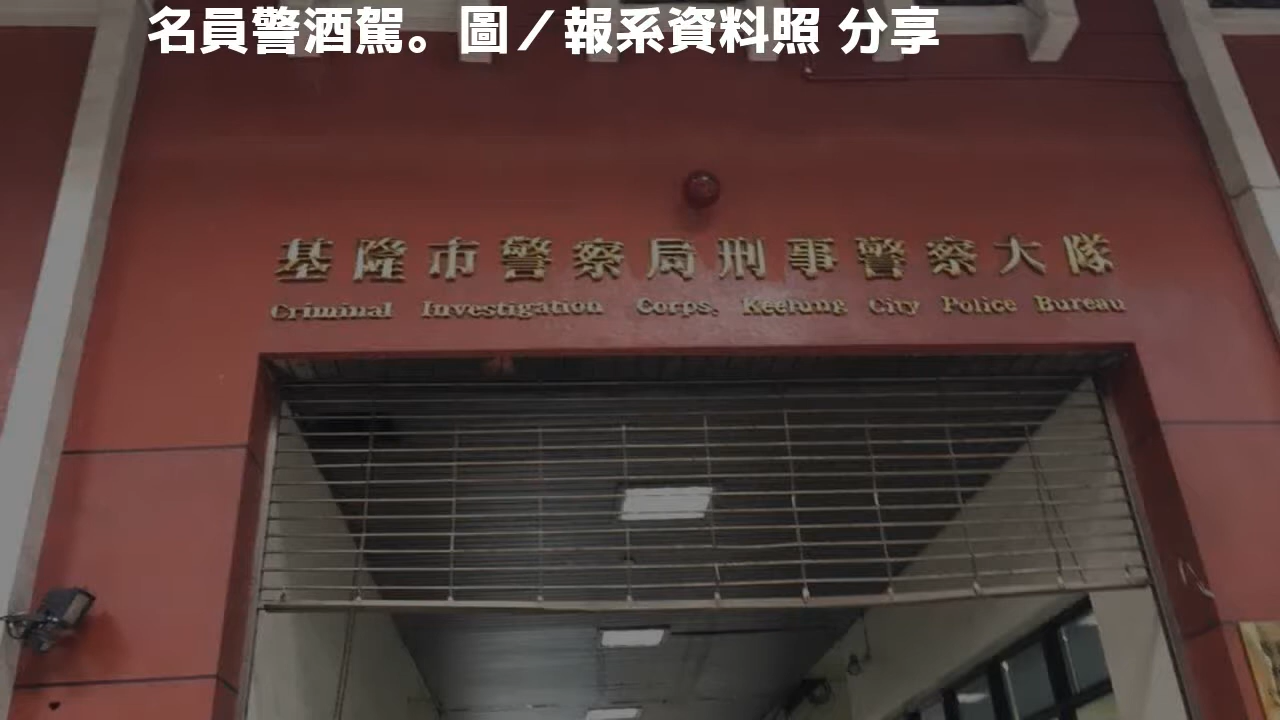 名員警酒駕。圖／報系資料照 分享
基隆市警察局刑事警察大隊
Criminal Investigation Corps. Keelung City Police Bureau